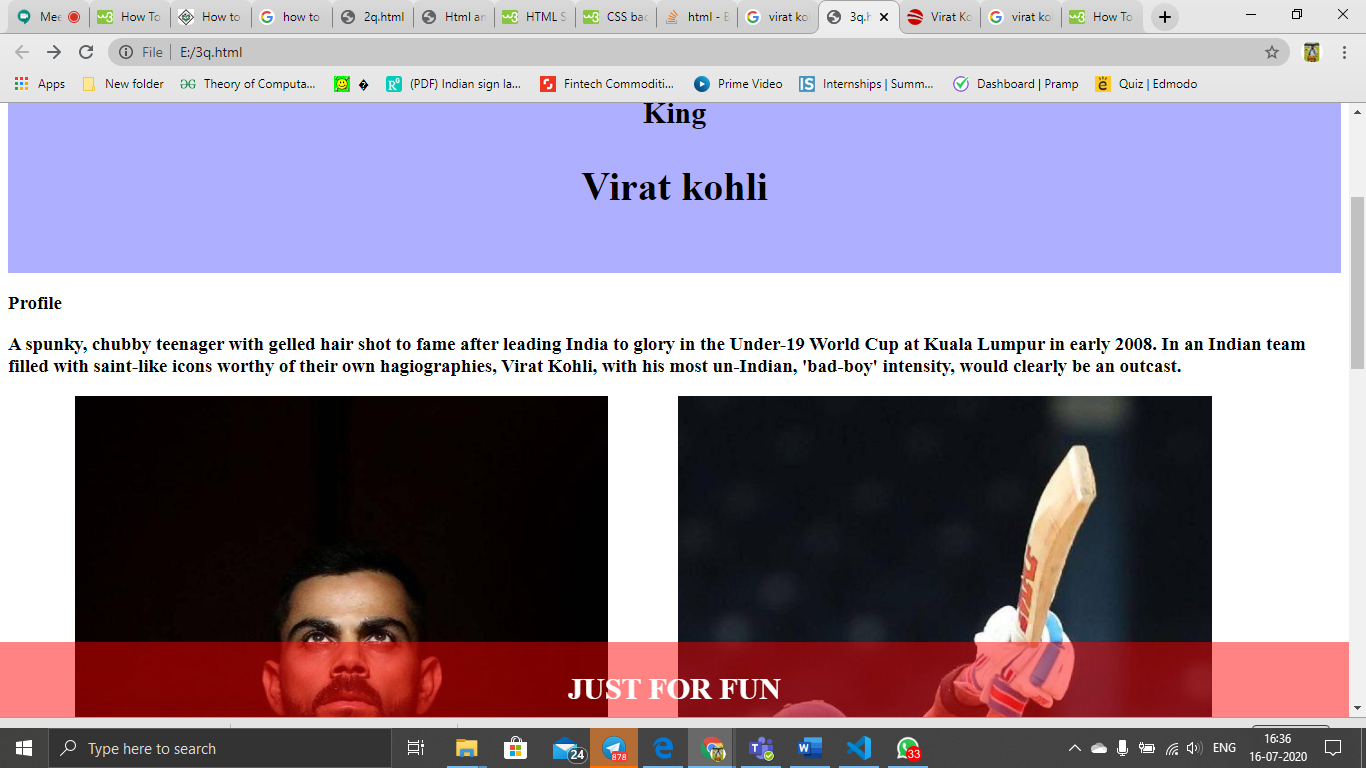 Mee
How To
How to
how to
2q.html
Html an
HTML S
CSS bac
html - B
virat ko
3q.h
Virat Ko
virat ko
How To
File
E:/3q.html
Apps
New folder
Theory of Computa...
(PDF) Indian sign la...
Fintech Commoditi...
Prime Video
Internships | Summ...
Dashboard | Pramp
Quiz | Edmodo
King
Virat kohli
Profile
A spunky, chubby teenager with gelled hair shot to fame after leading India to glory in the Under-19 World Cup at Kuala Lumpur in early 2008. In an Indian team
filled with saint-like icons worthy of their own hagiographies, Virat Kohli, with his most un-Indian, 'bad-boy' intensity, would clearly be an outcast.
JUST FOR FUN
Type here to search
24
878
33
ENG
16:36
16-07-2020